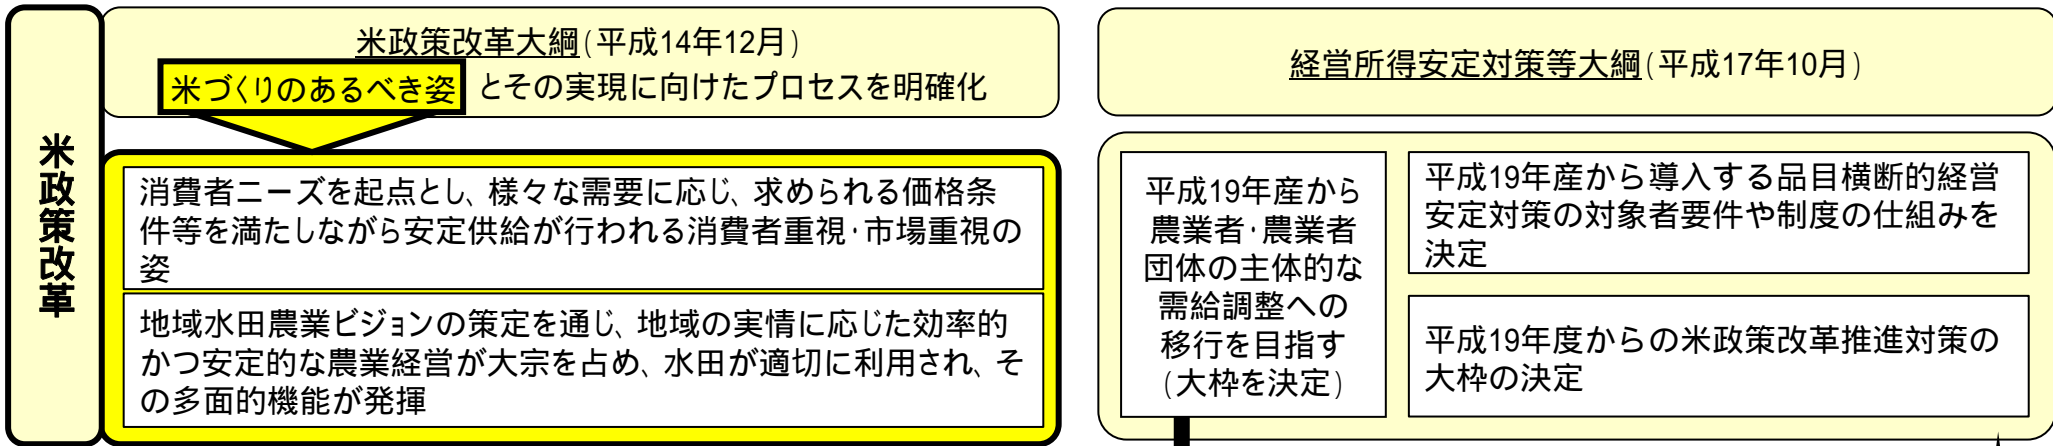 米政策改革
米政策改革大綱(平成14年12月)
米づくりのあるべき姿 とその実現に向けたプロセスを明確化
消費者ニーズを起点とし、様々な需要に応じ、求められる価格条
件等を満たしながら安定供給が行われる消費者重視・市場重視の
姿
地域水田農業ビジョンの策定を通じ、地域の実情に応じた効率的
かつ安定的な農業経営が大宗を占め、水田が適切に利用され、そ
の多面的機能が発揮
経営所得安定対策等大綱(平成17年10月)
平成19年産から
農業者・農業者
団体の主体的な
需給調整への
移行を目指す
(大枠を決定)
平成19年産から導入する品目横断的経営
安定対策の対象者要件や制度の仕組みを
決定
平成19年度からの米政策改革推進対策の
大枠の決定